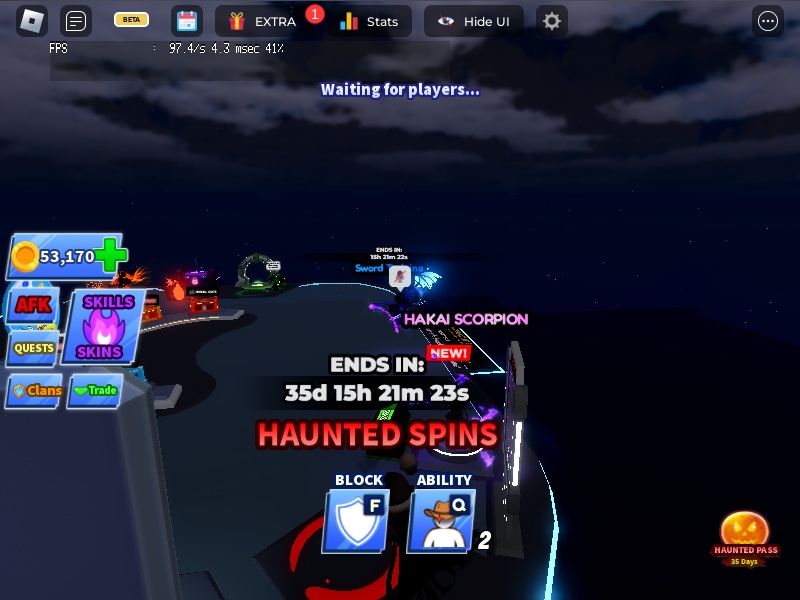 BETA
EXTRA
1
Stats
Hide UI
FPS : 97.4/s 4.3 msec 41%
Waiting for players...
53,170
AFK
SKILLS
SKINS
QUESTS
Clans
Trade
ENDS IN:
15h 21m 22s
HAKAI SCORPION
NEW!
ENDS IN:
35d 15h 21m 23s
HAUNTED SPINS
BLOCK
ABILITY
F
Q
2
HAUNTED PASS
35 Days